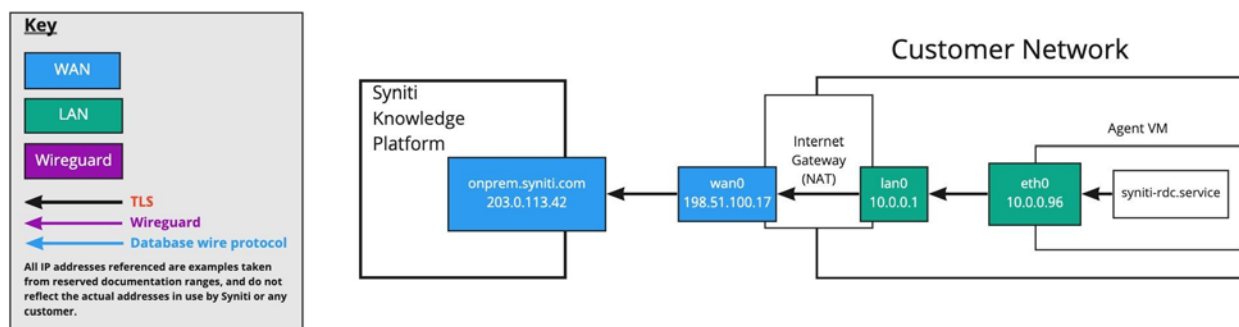 Key
WAN
LAN
Wireguard
TLS
Wireguard
Database wire protocol
All IP addresses referenced are examples taken
from reserved documentation ranges, and do not
reflect the actual addresses in use by Syniti or any
customer.
Customer Network
Syniti
Knowledge
Platform
onprem.syniti.com
203.0.113.42
wan0
198.51.100.17
Internet
Gateway
(NAT)
lan0
10.0.0.1
Agent VM
eth0
10.0.0.96
syniti-rdc.service